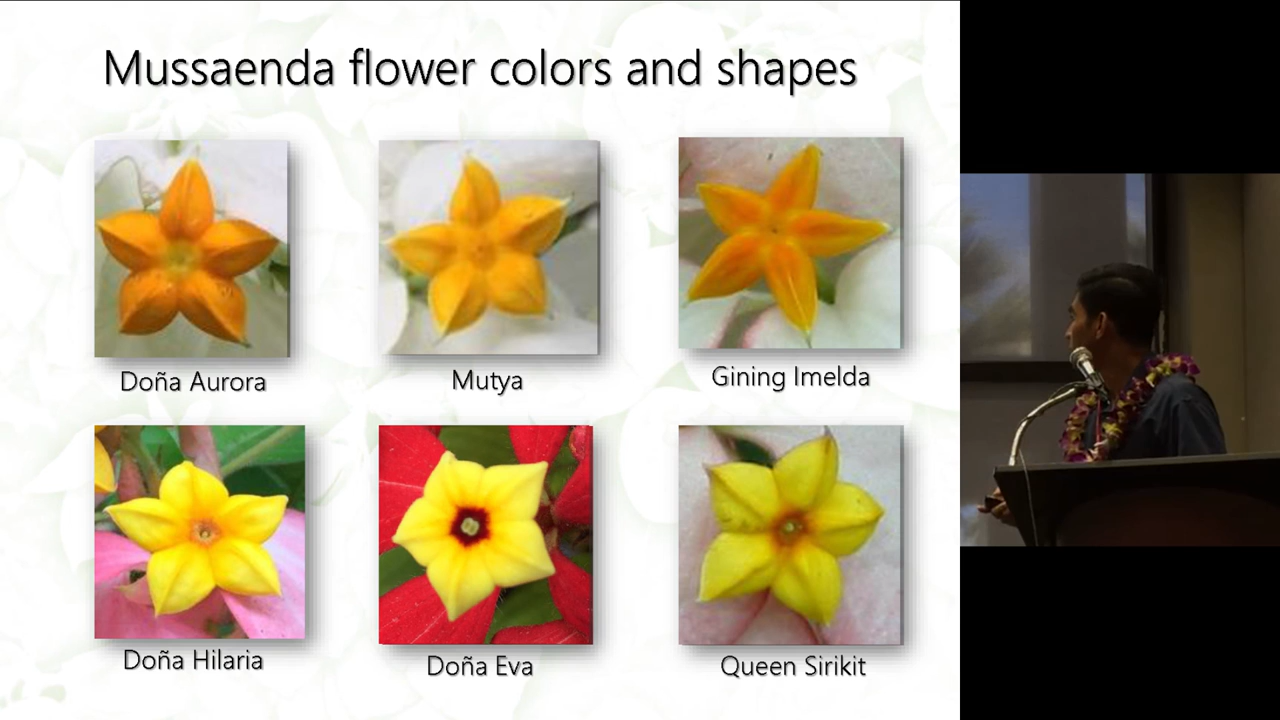 Mussaenda flower colors and shapes
Doña Aurora
Mutya
Gining Imelda
Doña Hilaria
Doña Eva
Queen Sirikit